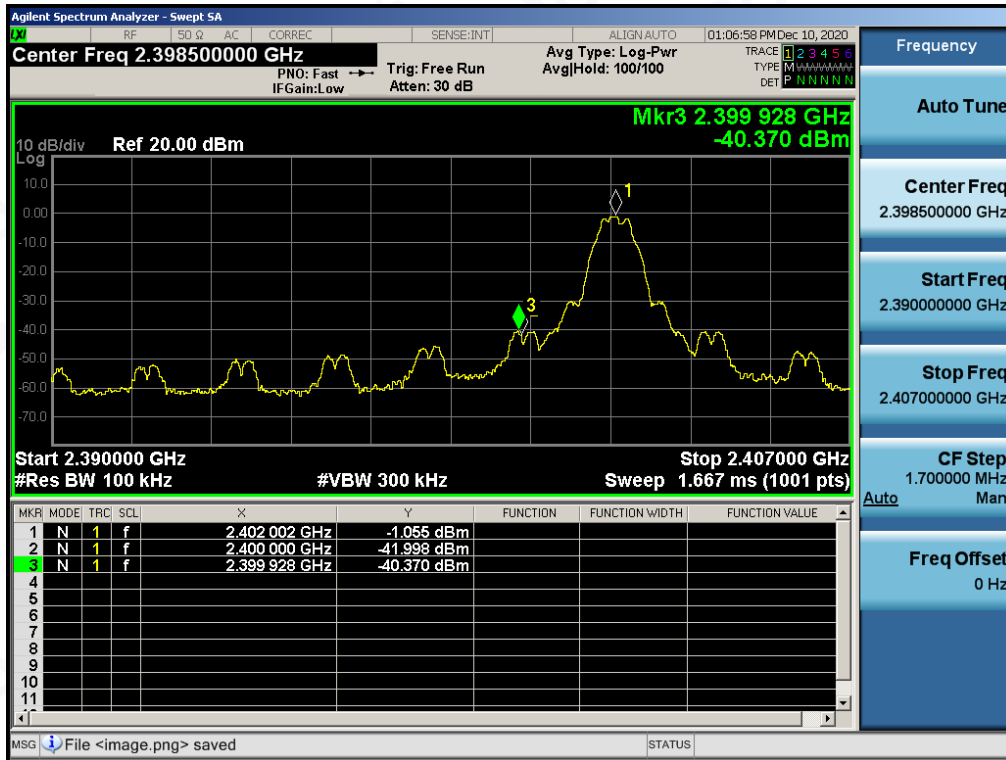 Agilent Spectrum Analyzer - Swept SA
LXI RF 50 Ω AC CORREC SENSE:INT ALIGN AUTO 01:06:58 PM Dec 10, 2020
Center Freq 2.398500000 GHz
PNO: Fast
IFGain:Low
Trig: Free Run
Atten: 30 dB
Avg Type: Log-Pwr
Avg|Hold: 100/100
TRACE 1 2 3 4 5 6
TYPE M W W W W W
DET P N N N N N
Mkr3 2.399 928 GHz
-40.370 dBm
10 dB/div Ref 20.00 dBm
Log
10.0
0.00
-10.0
-20.0
-30.0
-40.0
-50.0
-60.0
-70.0
1
3
Start 2.390000 GHz Stop 2.407000 GHz
#Res BW 100 kHz #VBW 300 kHz Sweep 1.667 ms (1001 pts)
MKR MODE TRC SCL X Y FUNCTION FUNCTION WIDTH FUNCTION VALUE
1 N 1 f 2.402 002 GHz -1.055 dBm
2 N 1 f 2.400 000 GHz -41.998 dBm
3 N 1 f 2.399 928 GHz -40.370 dBm
4
5
6
7
8
9
10
11
MSG File <image.png> saved STATUS
Frequency
Auto Tune
Center Freq
2.398500000 GHz
Start Freq
2.390000000 GHz
Stop Freq
2.407000000 GHz
CF Step
1.700000 MHz
Auto Man
Freq Offset
0 Hz